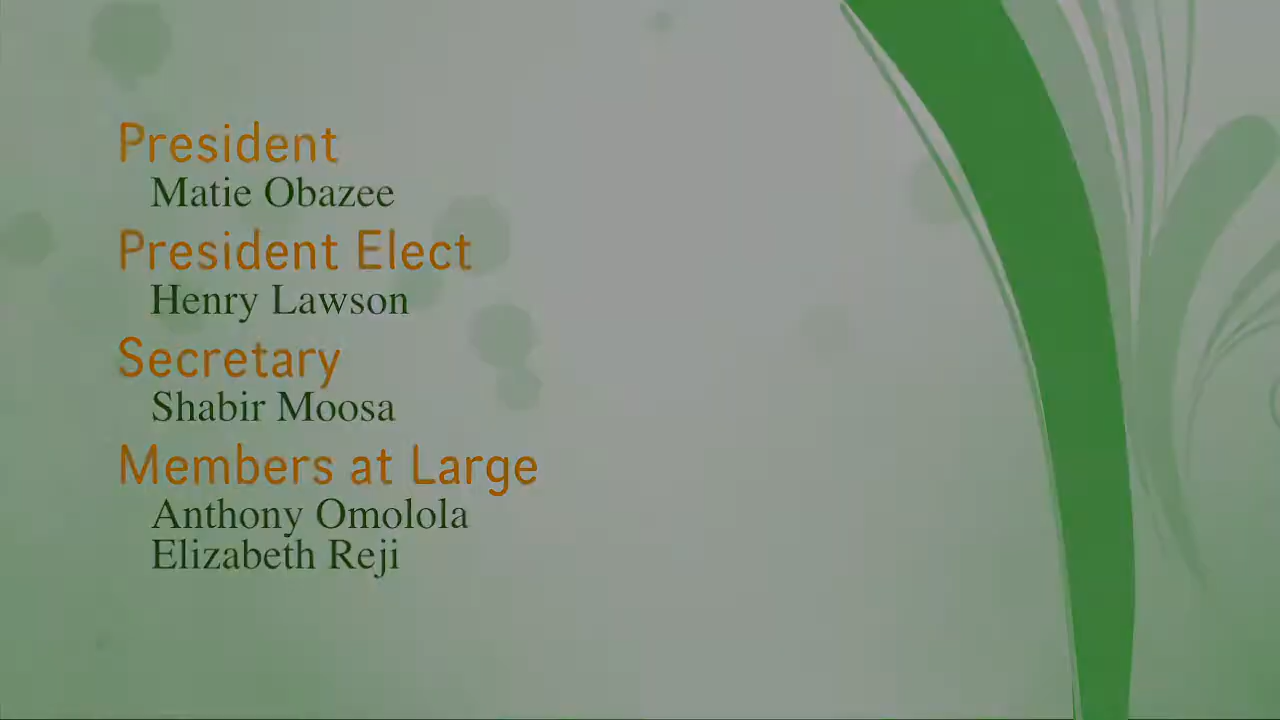 President
Matie Obazee
President Elect
Henry Lawson
Secretary
Shabir Moosa
Members at Large
Anthony Omolola
Elizabeth Reji